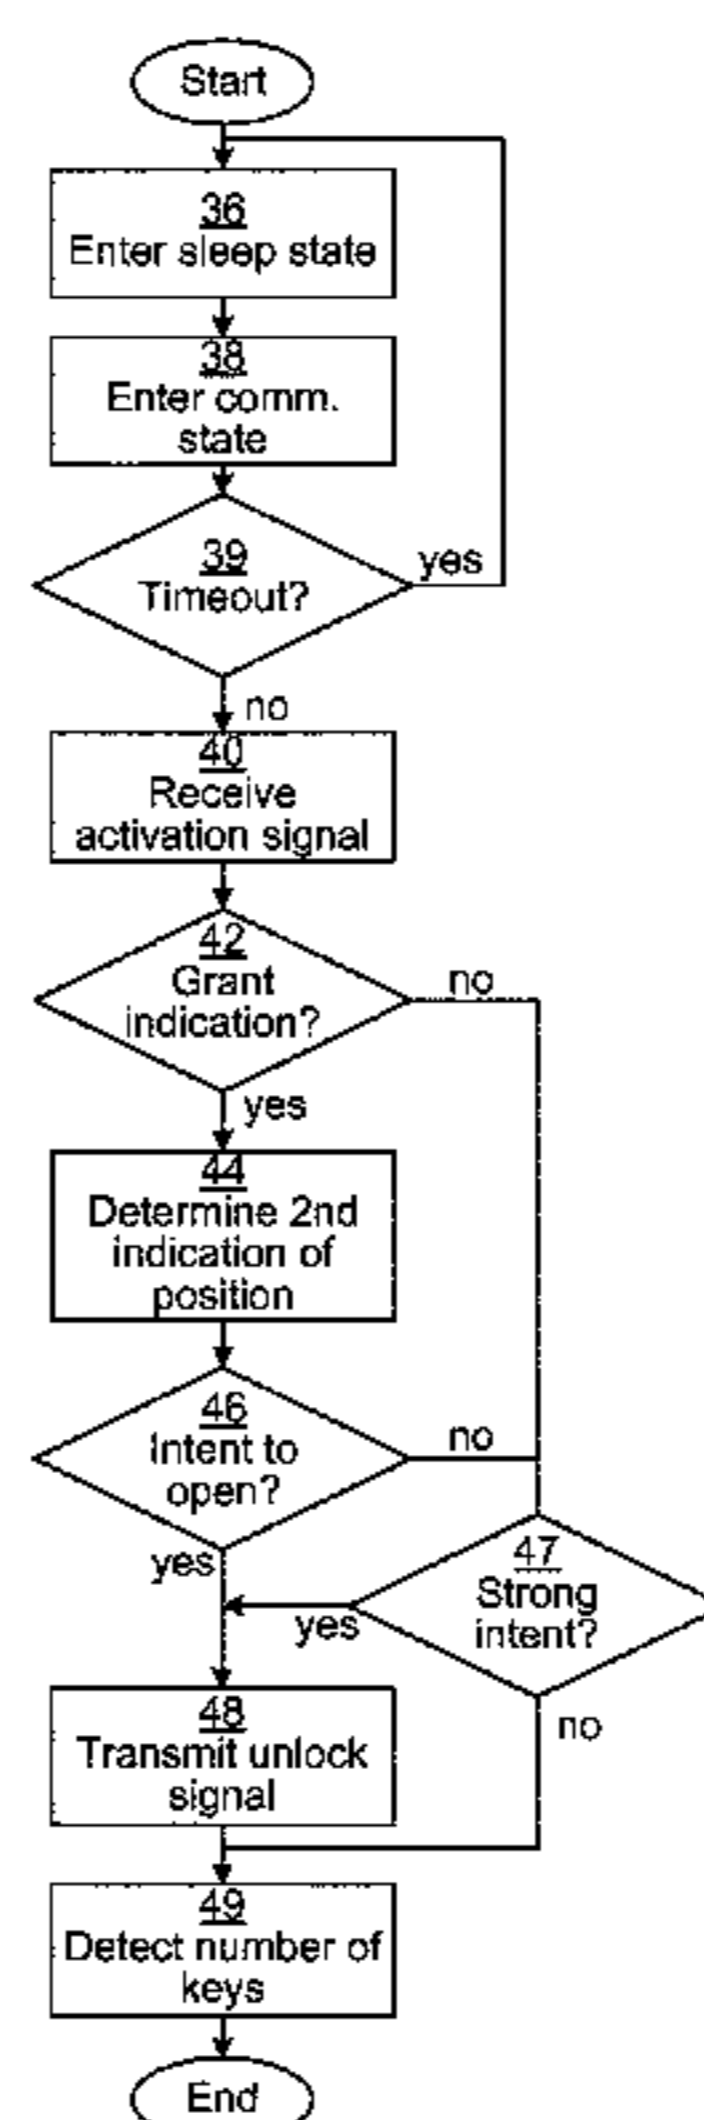 Start
36
Enter sleep state
38
Enter comm.
state
39
Timeout?
yes
no
40
Receive
activation signal
42
Grant
indication?
no
yes
44
Determine 2nd
indication of
position
46
Intent to
open?
no
yes
47
Strong
intent?
yes
no
48
Transmit unlock
signal
49
Detect number of
keys
End